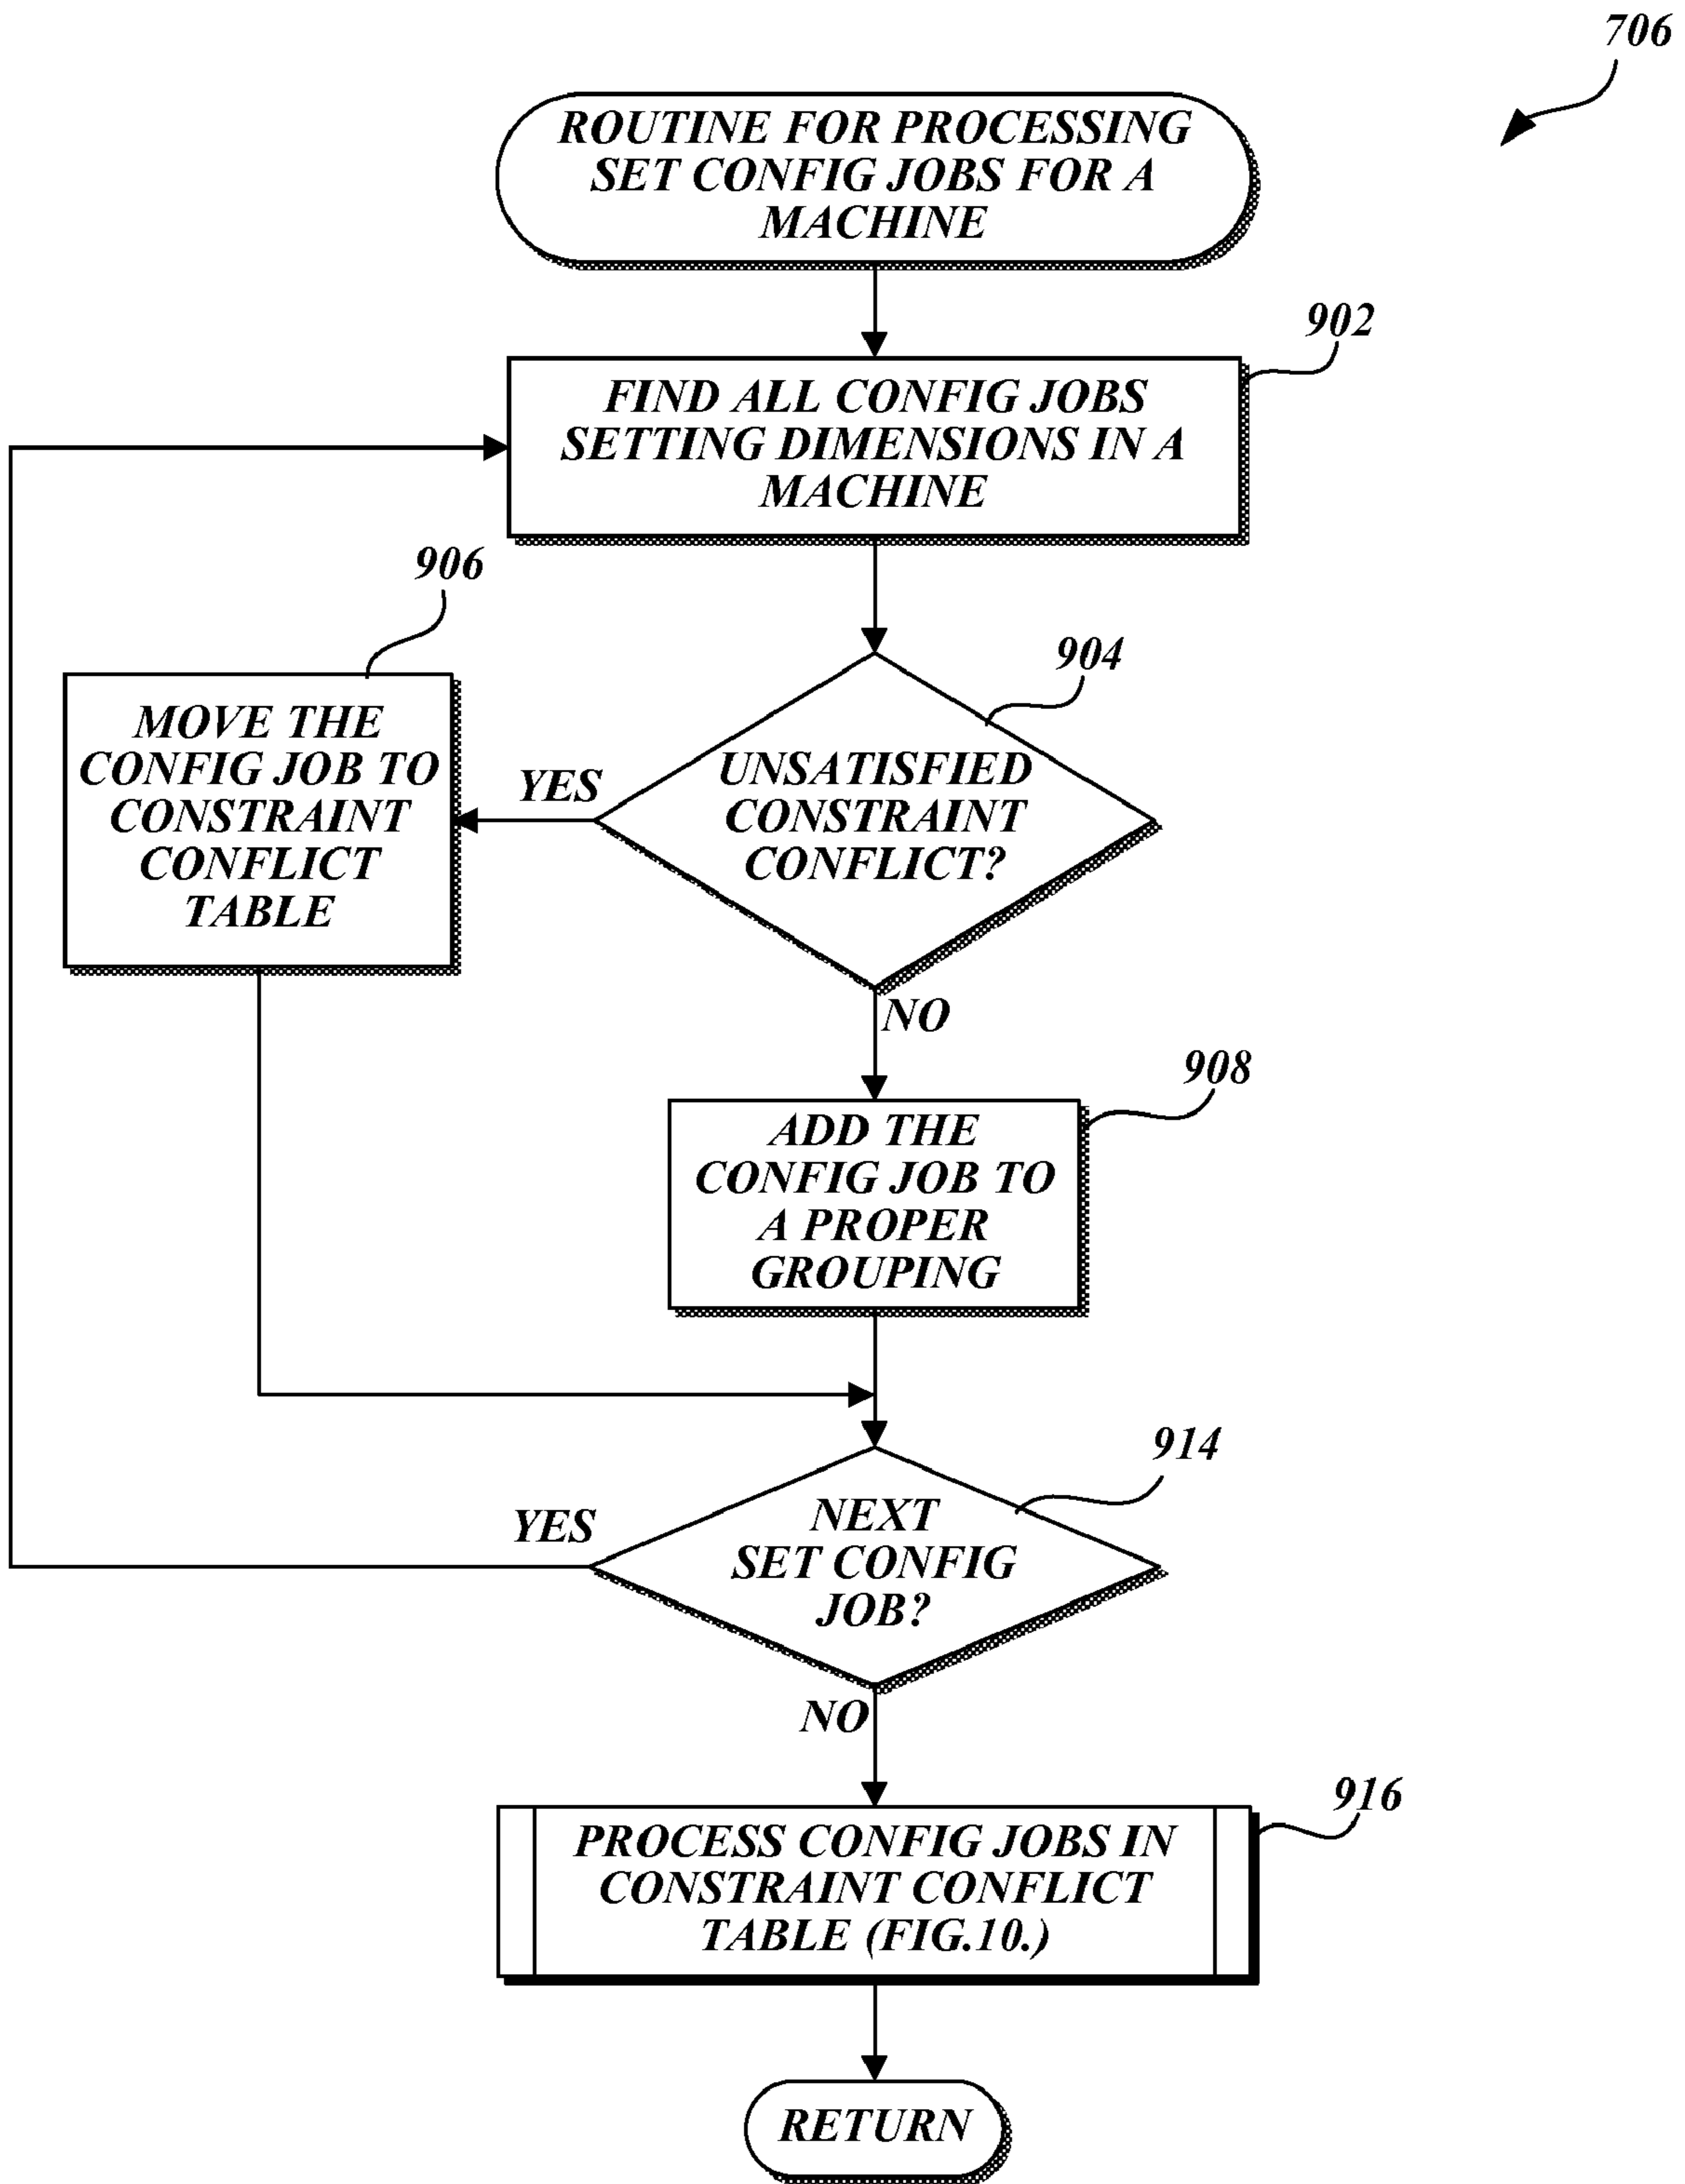 706
ROUTINE FOR PROCESSING
SET CONFIG JOBS FOR A
MACHINE
902
FIND ALL CONFIG JOBS
SETTING DIMENSIONS IN A
MACHINE
906
904
MOVE THE
CONFIG JOB TO
CONSTRAINT
CONFLICT
TABLE
YES
UNSATISFIED
CONSTRAINT
CONFLICT?
NO
908
ADD THE
CONFIG JOB TO
A PROPER
GROUPING
914
YES
NEXT
SET CONFIG
JOB?
NO
916
PROCESS CONFIG JOBS IN
CONSTRAINT CONFLICT
TABLE (FIG.10.)
RETURN